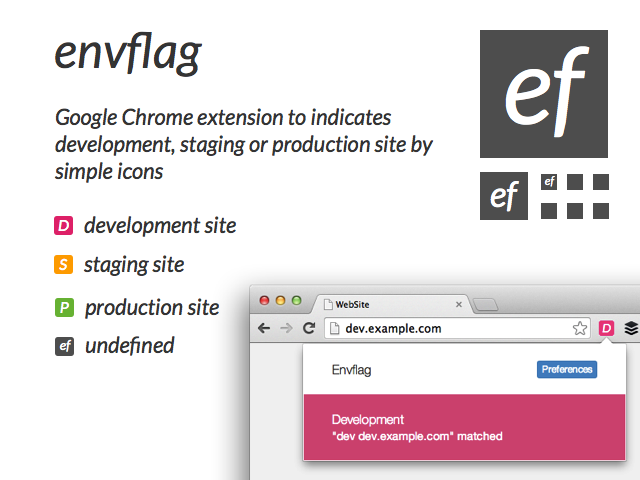 envflag
ef
Google Chrome extension to indicates
development, staging or production site by
simple icons
ef
ef
D development site
S staging site
P production site
ef undefined
WebSite
dev.example.com
D
Envflag
Preferences
Development
"dev dev.example.com" matched